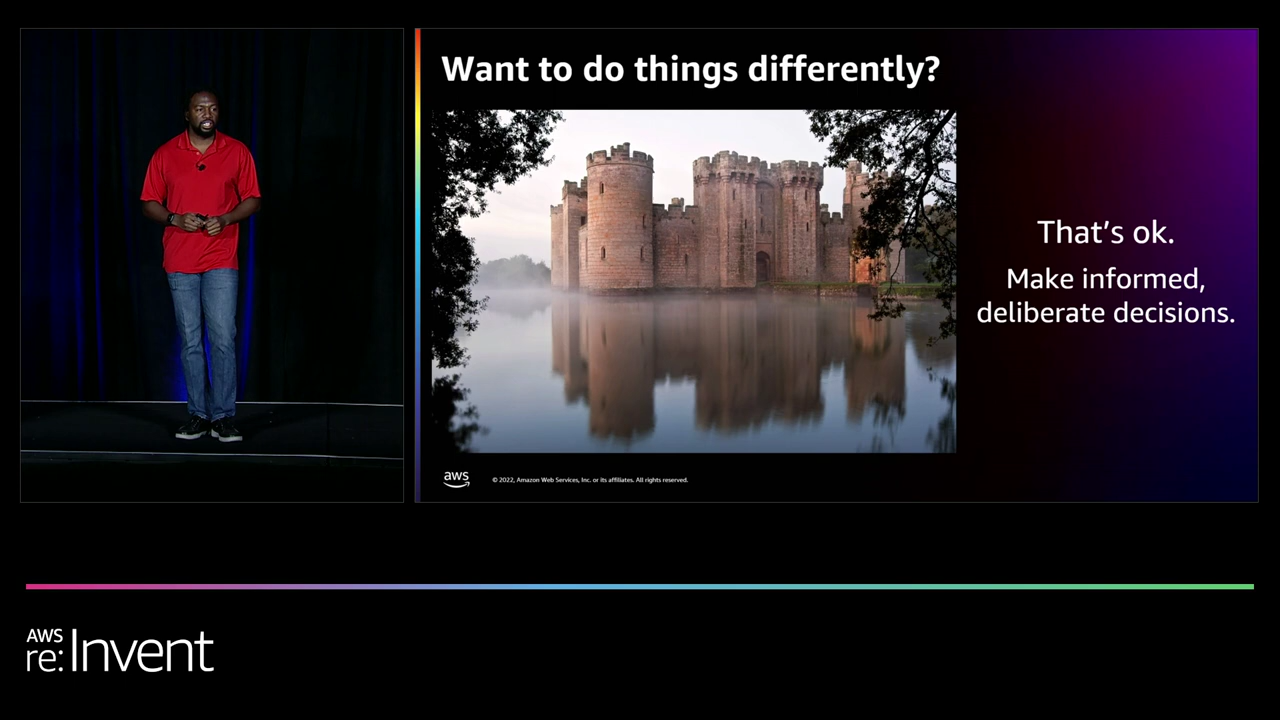 Want to do things differently?
That's ok.
Make informed,
deliberate decisions.
aws
© 2022, Amazon Web Services, Inc. or its affiliates. All rights reserved.
AWS
re:Invent